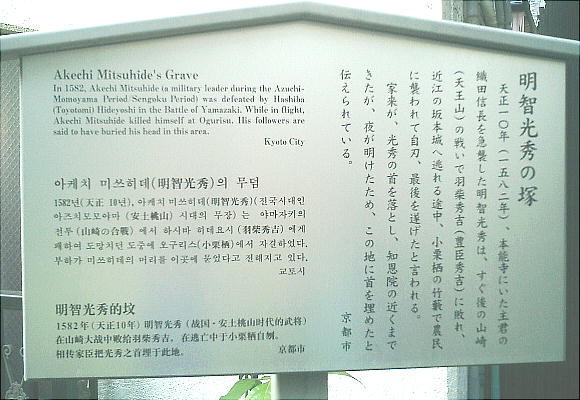 明智光秀の塚
天正一〇年（一五八二年）、本能寺にいた主君の
織田信長を急襲した明智光秀は、すぐ後の山崎
（天王山）の戦いで羽柴秀吉（豊臣秀吉）に敗れ、
近江の坂本城へ逃れる途中、小栗栖の竹藪で農民
に襲われて自刃、最後を遂げたと言われる。
家来が、光秀の首を落とし、知恩院の近くまで
きたが、夜が明けたため、この地に首を埋めたと
伝えられている。
京都市
Akechi Mitsuhide's Grave
In 1582, Akechi Mitsuhide (a military leader during the Azuchi-
Momoyama Period/Sengoku Period) was defeated by Hashiba
(Toyotomi) Hideyoshi in the Battle of Yamazaki. While in flight,
Akechi Mitsuhide killed himself at Ogurisu. His followers are
said to have buried his head in this area.
Kyoto City
아케치 미쓰히데(明智光秀)의 무덤
1582년(天正 10년), 아케치 미쓰히데(明智光秀)(전국시대인
아즈치모모야마 (安土桃山) 시대의 무장) 는 야마자키의
전투 (山崎の合戦) 에서 하시바 히데요시 (羽柴秀吉) 에게
패하여 도망치던 도중에 오구리스(小栗栖)에서 자결하였다.
부하가 미쓰히데의 머리를 이곳에 묻었다고 전해지고 있다.
교토시
明智光秀的坟
1582年(天正10年) 明智光秀 (战国·安土桃山时代的武将)
在山崎大战中败给羽柴秀吉，在逃亡中于小栗栖自刎。
相传家臣把光秀之首埋于此地。
京都市